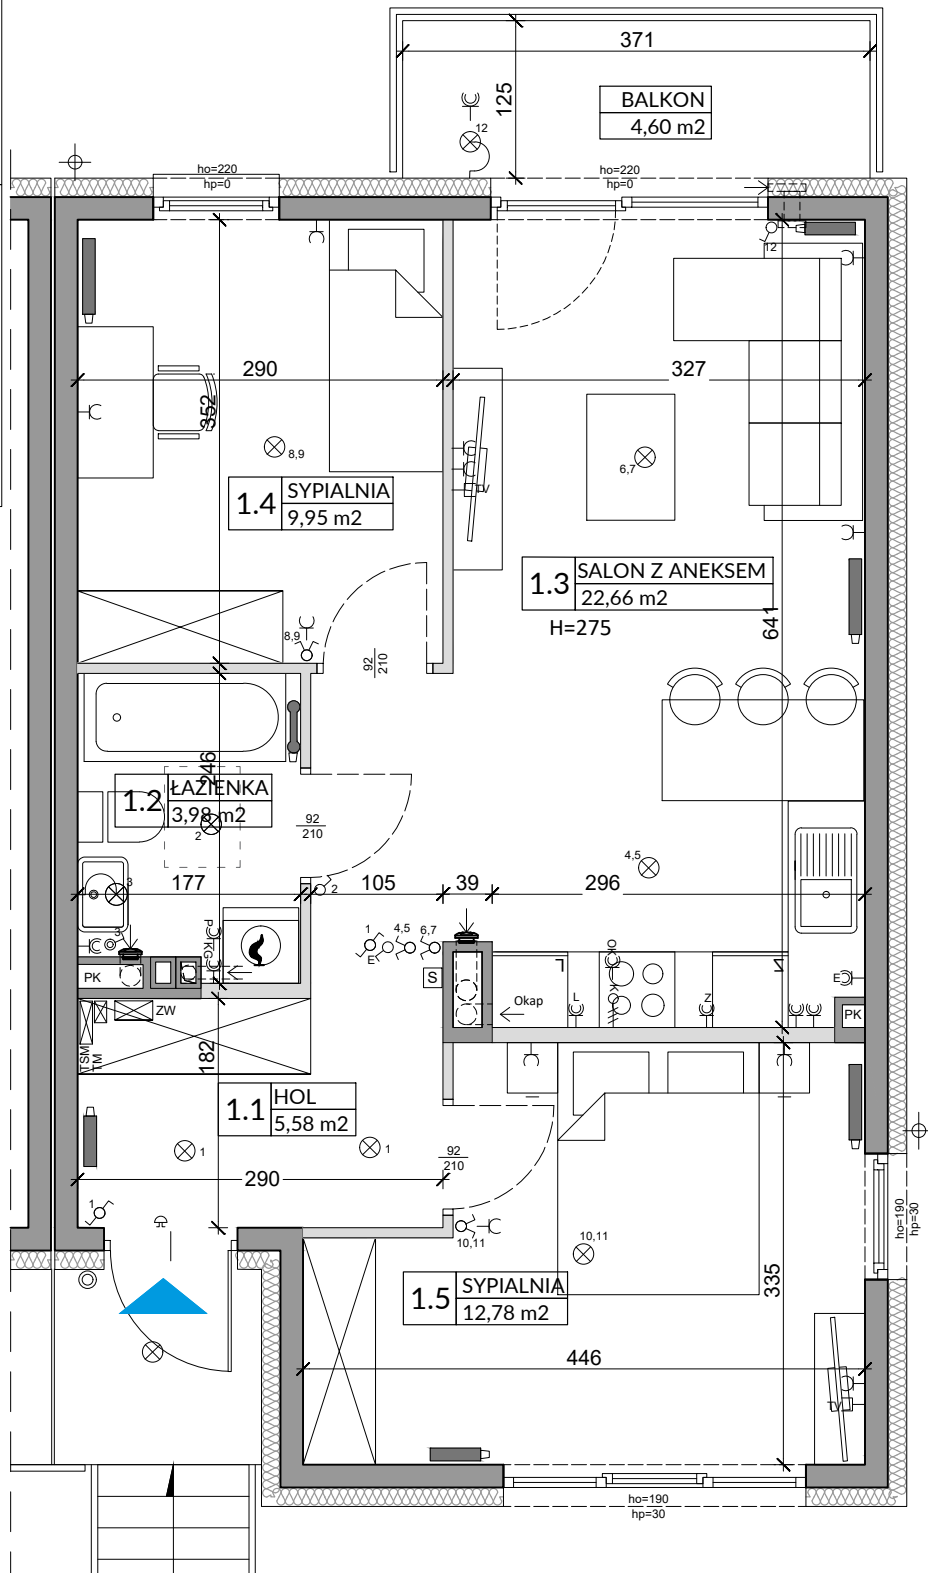 371
125
BALKON
4,60 m2
12
ho=220
hp=0
ho=220
hp=0
12
290
327
352
8,9
6,7
TV
1.4
SYPIALNIA
9,95 m2
1.3
SALON Z ANEKSEM
22,66 m2
H=275
641
8,9
92
210
246
1.2
ŁAZIENKA
3,98 m2
2
92
210
4,5
3
177
2
105
39
296
3
1
4,5
6,7
E
S
PK
ZW
TSM
TM
Okap
L
Z
E
PK
182
1.1
HOL
5,58 m2
1
1
92
210
290
1
10,11
10,11
ho=190
hp=30
1.5
SYPIALNIA
12,78 m2
335
446
TV
ho=190
hp=30